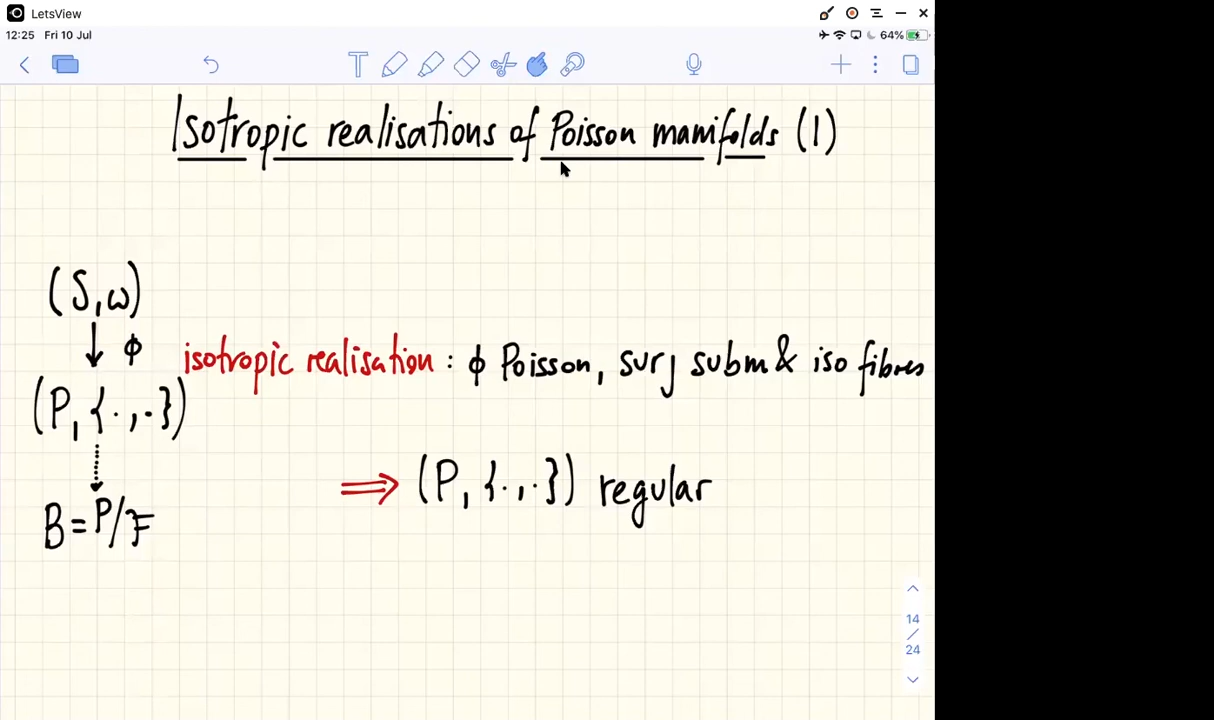 LetsView
12:25 Fri 10 Jul
64%
Isotropic realisations of Poisson manifolds (1)
(S, ω)
↓ ϕ
isotropic realisation : ϕ Poisson, surj subm & iso fibres
(P, {·,·})
⇒ (P, {·,·}) regular
B = P/F
14
/
24